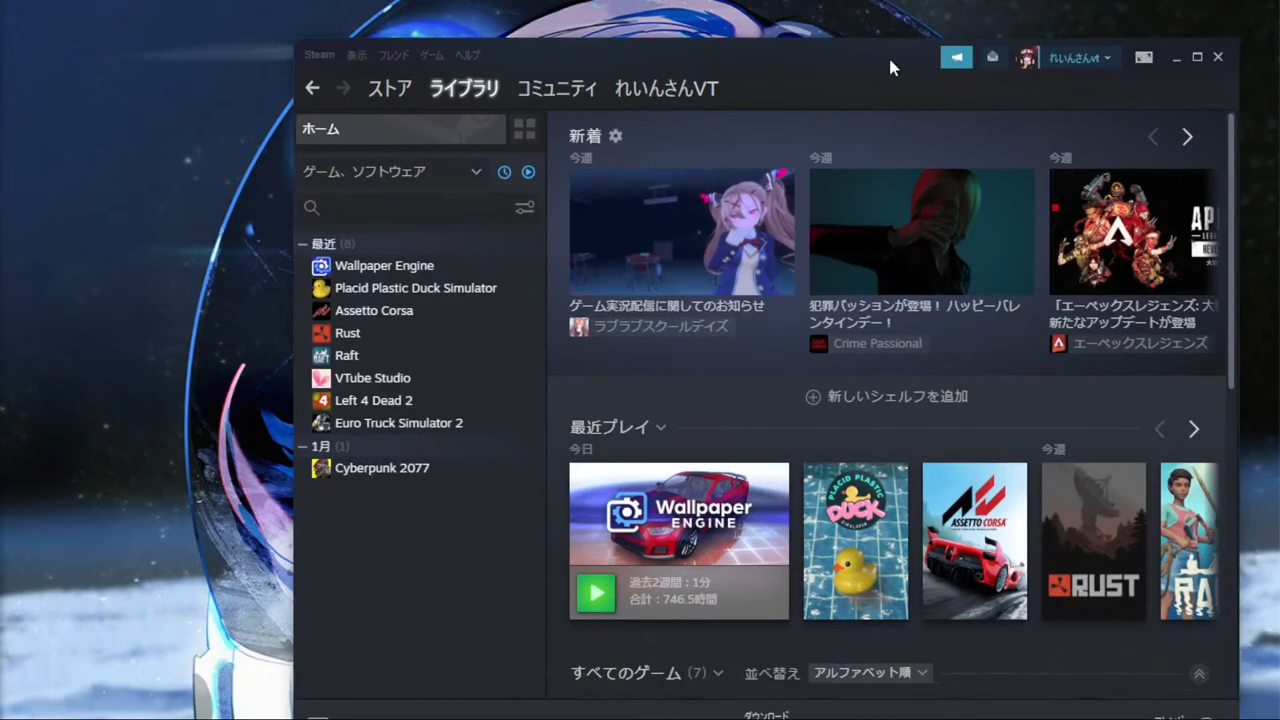 Steam 表示 フレンド ゲーム ヘルプ
れいんさんvt
ストア ライブラリ コミュニティ れいんさんVT
ホーム
ゲーム、ソフトウェア
最近 (8)
Wallpaper Engine
Placid Plastic Duck Simulator
Assetto Corsa
Rust
Raft
VTube Studio
Left 4 Dead 2
Euro Truck Simulator 2
1月 (1)
Cyberpunk 2077
新着
今週 今週 今週
ゲーム実況配信に関してのお知らせ
ラブラブスクールデイズ
犯罪パッションが登場！ ハッピーバレ
ンタインデー！
Crime Passional
「エーペックスレジェンズ: 大
新たなアップデートが登場
エーペックスレジェンズ
新しいシェルフを追加
最近プレイ
今日 今週
Wallpaper
ENGINE
過去2週間：1分
合計：746.5時間
PLACID PLASTIC
DUCK
SIMULATOR
ASSETTO CORSA
RUST
すべてのゲーム (7) 並べ替え アルファベット順
ダウンロード